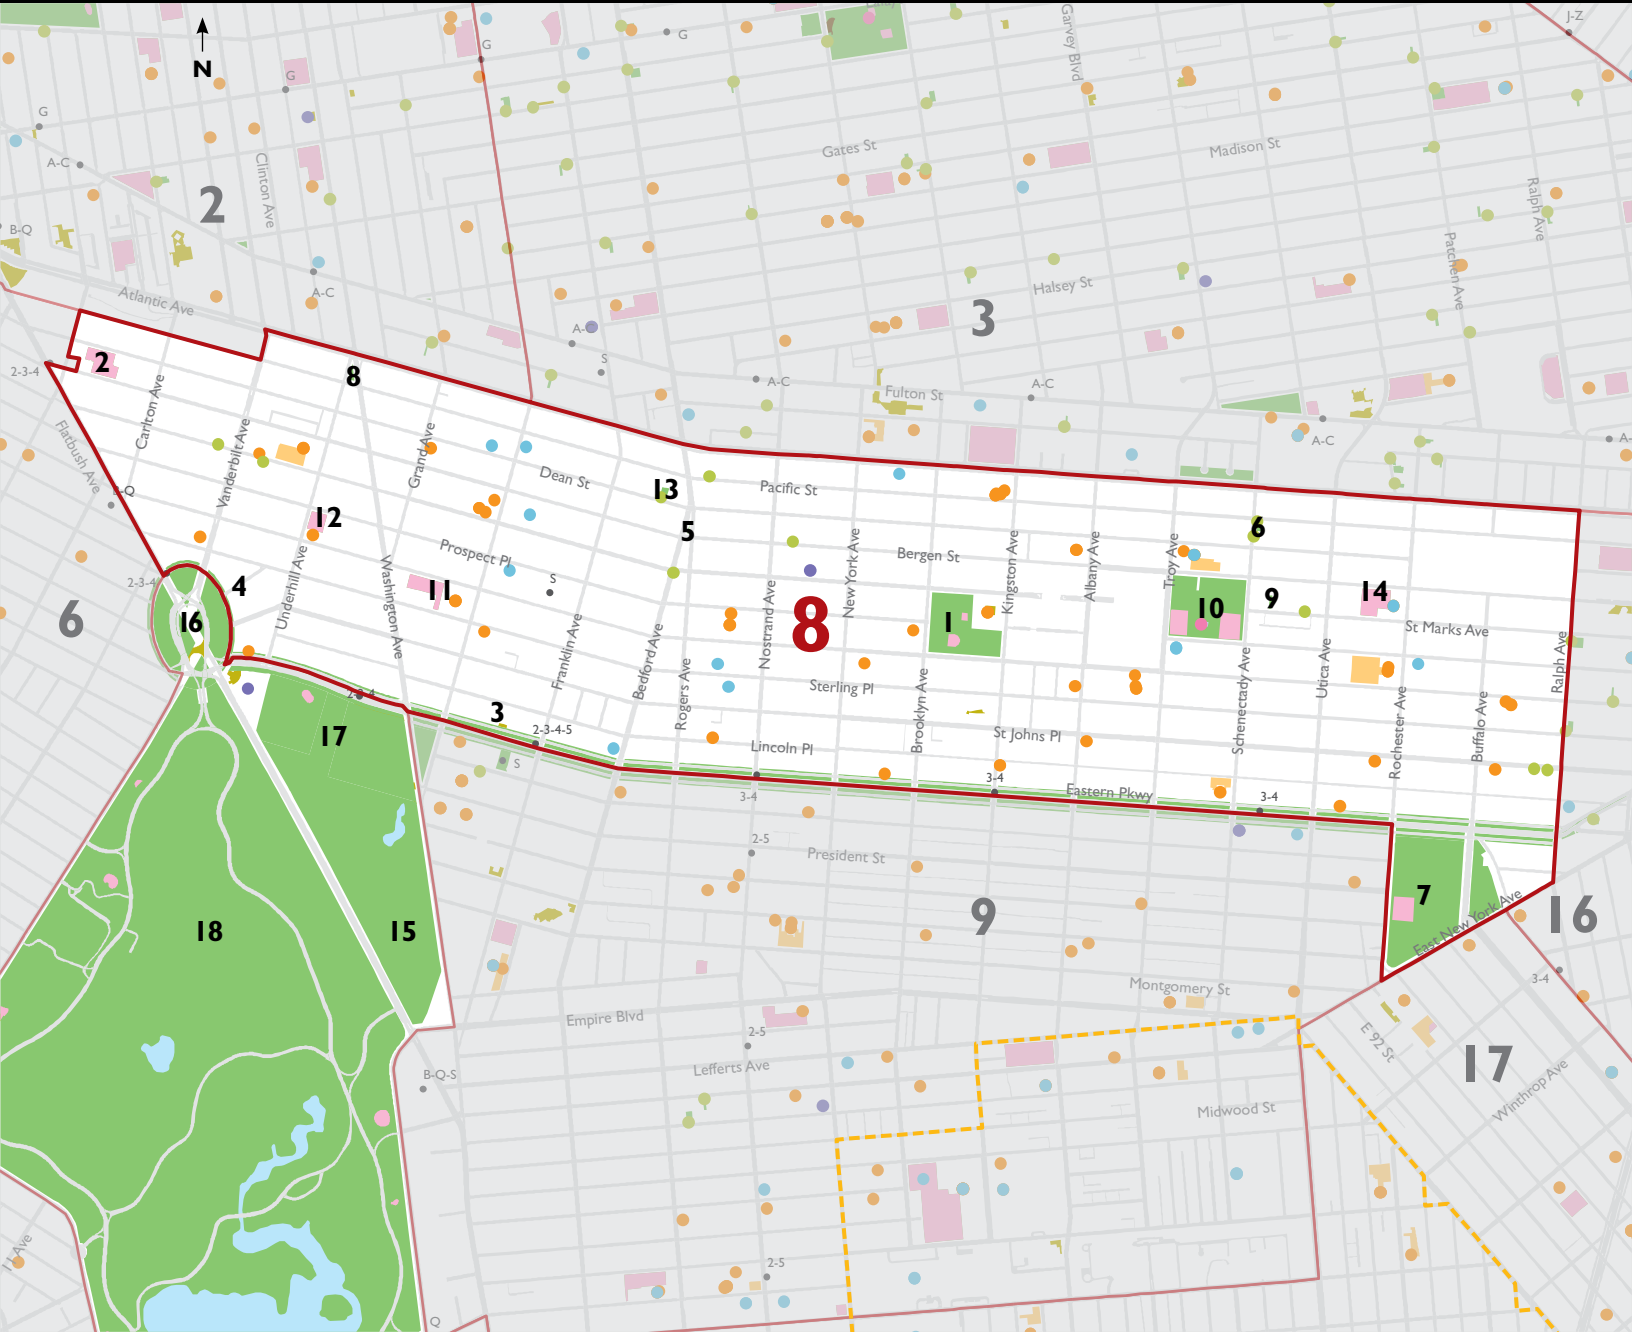 J-Z
G
G
Garvey Blvd
N
G
G
A-C
Clinton Ave
Gates St
Madison St
2
Ralph Ave
B-Q
Patchen Ave
Atlantic Ave
A-C
Halsey St
3
A-C
S
2-3-4
2
8
A-C
A-C
Fulton St
Carlton Ave
Flatbush Ave
Vanderbilt Ave
Grand Ave
A-C
A-
B-Q
Dean St
13
Pacific St
12
5
6
Prospect Pl
Bergen St
New York Ave
Kingston Ave
Albany Ave
Troy Ave
2-3-4
4
Underhill Ave
Washington Ave
11
S
Nostrand Ave
8
1
10
9
14
6
16
St Marks Ave
Franklin Ave
Bedford Ave
Rogers Ave
Sterling Pl
Brooklyn Ave
Schenectady Ave
Utica Ave
Rochester Ave
Buffalo Ave
Ralph Ave
2-3-4
17
3
2-3-4-5
S
Lincoln Pl
St Johns Pl
3-4
3-4
Eastern Pkwy
3-4
2-5
President St
7
18
15
9
East New York Ave
16
3-4
Montgomery St
Empire Blvd
2-5
E 92 St
17
Lefferts Ave
B-Q-S
Winthrop Ave
Midwood St
11 Ave
2-5
Q